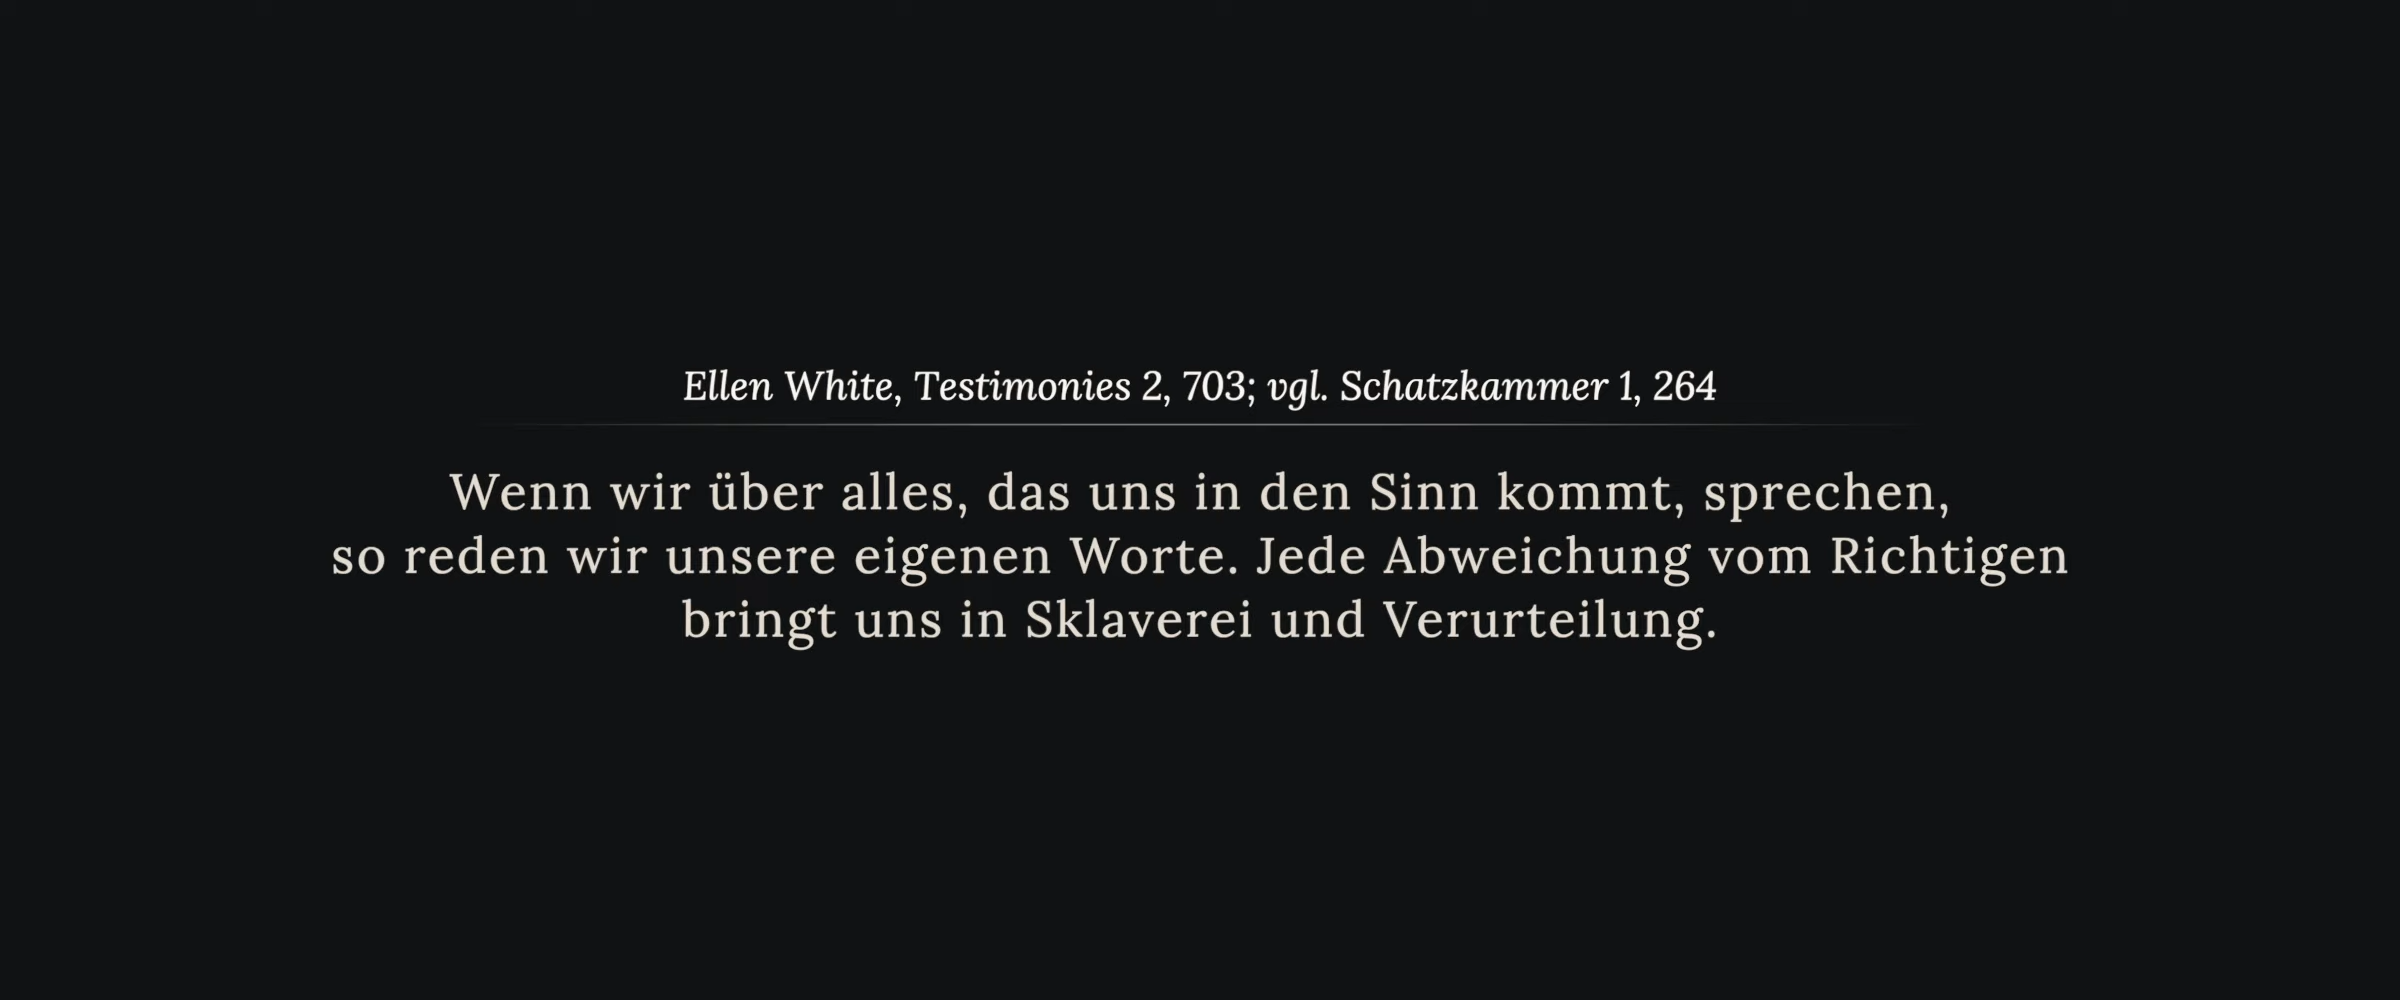 Ellen White, Testimonies 2, 703; vgl. Schatzkammer 1, 264
Wenn wir über alles, das uns in den Sinn kommt, sprechen,
so reden wir unsere eigenen Worte. Jede Abweichung vom Richtigen
bringt uns in Sklaverei und Verurteilung.